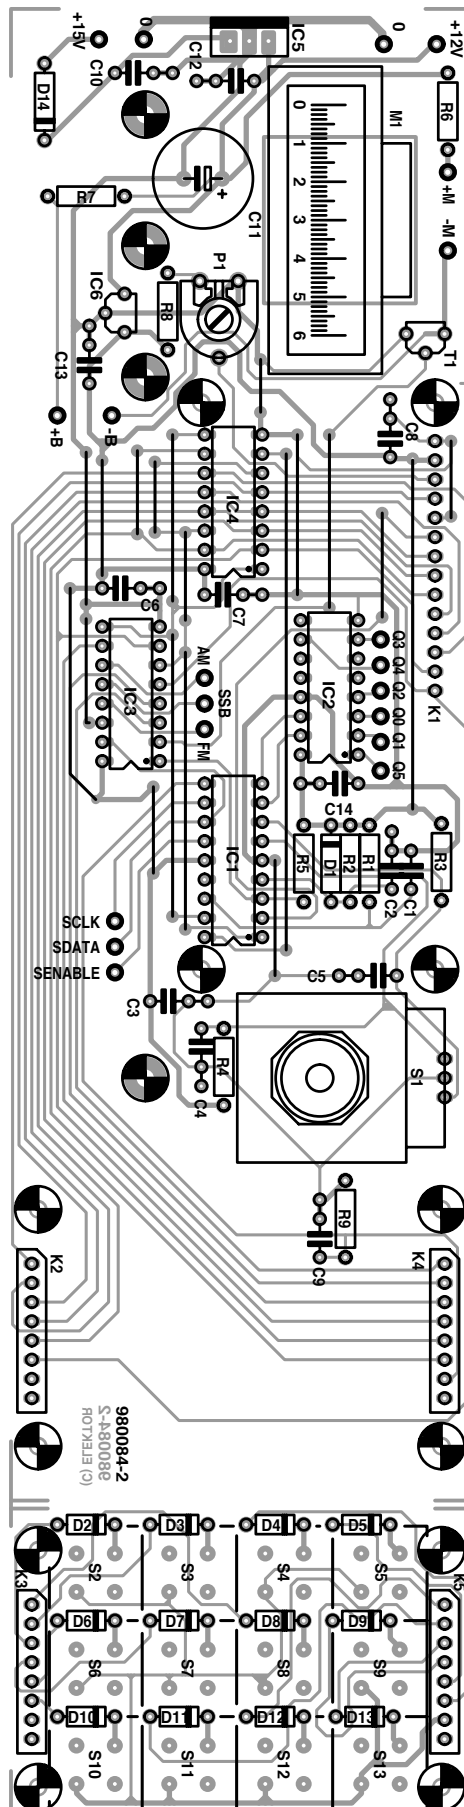 +15V
0
IC5
0
+12V
C12
C10
D14
R6
M1
0
1
2
3
4
5
6
+M
-M
R7
+
C11
P1
IC6
R8
T1
C13
+B
-B
C8
IC4
C6
C7
K1
IC3
AM
SSB
FM
IC2
Q3
Q4
Q2
Q0
Q1
Q5
C14
IC1
R5
D1
R2
R1
C2
C1
R3
SCLK
SDATA
SENABLE
C5
C3
R4
C4
S1
R9
C9
K2
K4
980084-2
980084-2
(C) ELEKTOR
D2
D3
D4
D5
S2
S3
S4
S5
K3
K5
D6
D7
D8
D9
S6
S7
S8
S9
D10
D11
D12
D13
S10
S11
S12
S13